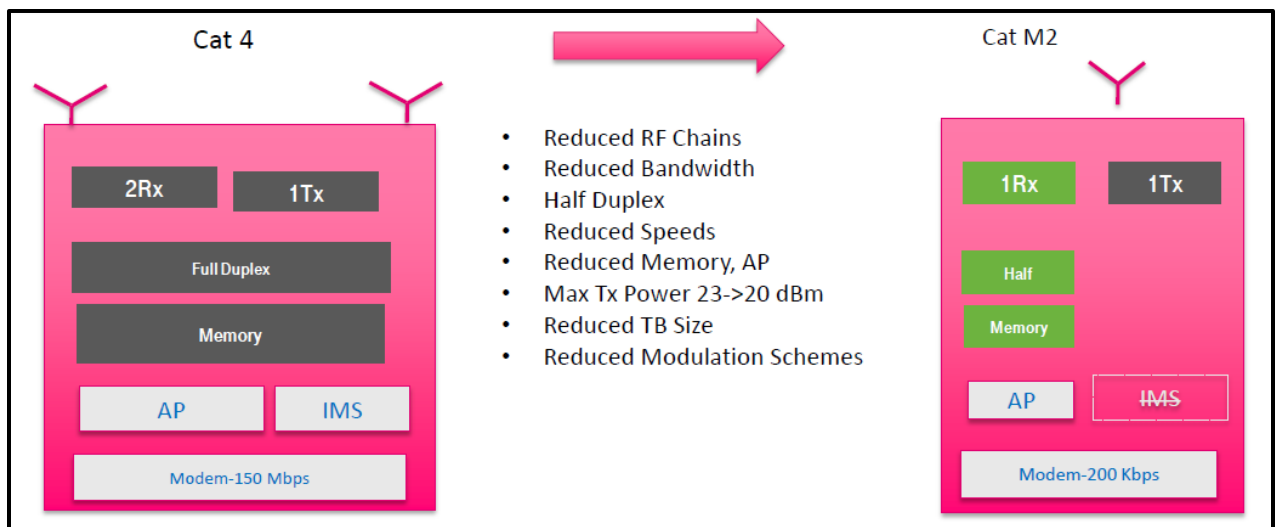 Cat 4
Cat M2
2Rx
1Tx
Full Duplex
Memory
AP
IMS
Modem-150 Mbps
• Reduced RF Chains
• Reduced Bandwidth
• Half Duplex
• Reduced Speeds
• Reduced Memory, AP
• Max Tx Power 23->20 dBm
• Reduced TB Size
• Reduced Modulation Schemes
1Rx
1Tx
Half
Memory
AP
IMS
Modem-200 Kbps